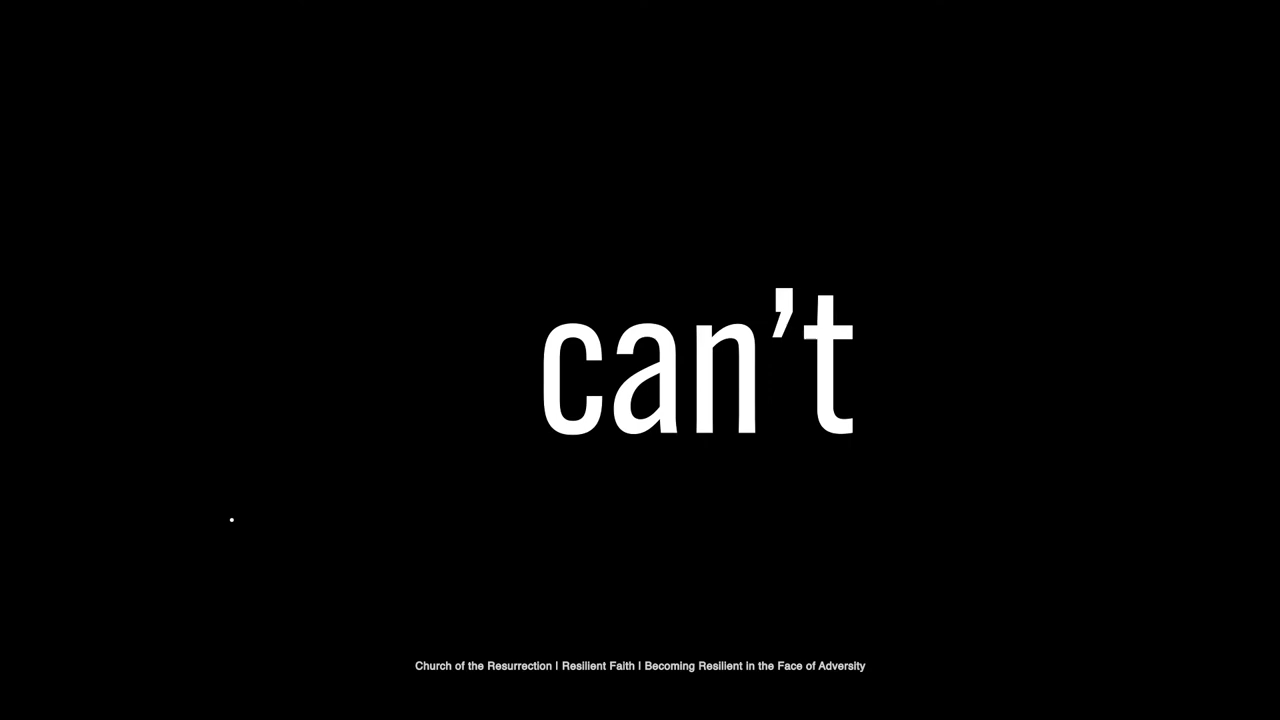 can’t
Church of the Resurrection | Resilient Faith | Becoming Resilient in the Face of Adversity